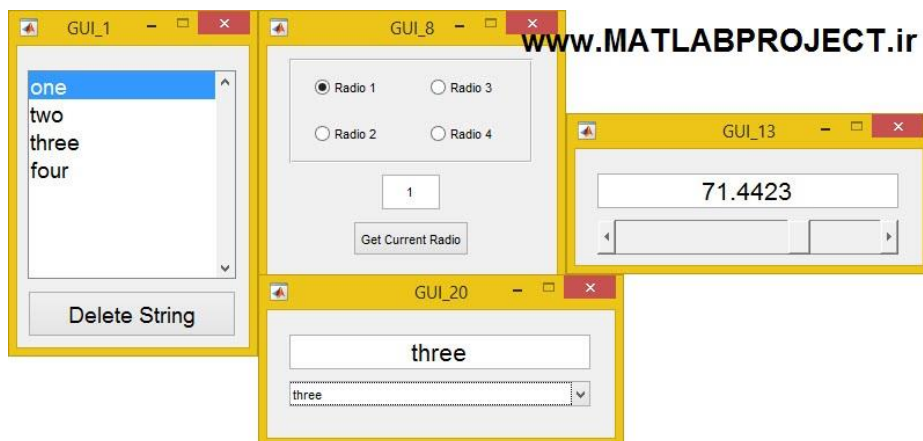 GUI_1
one
two
three
four
Delete String
GUI_8
Radio 1
Radio 3
Radio 2
Radio 4
1
Get Current Radio
www.MATLABPROJECT.ir
GUI_13
71.4423
GUI_20
three
three